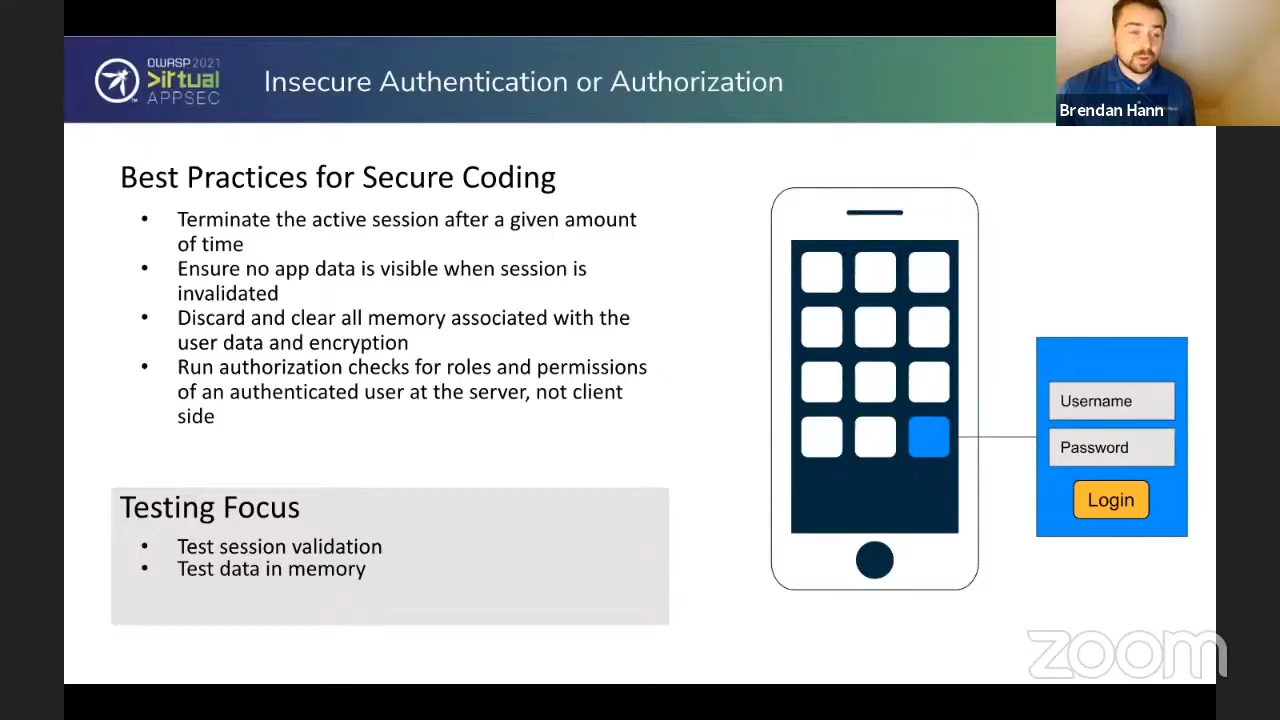 OWASP 2021
>irtual
APPSEC
Insecure Authentication or Authorization
Brendan Hann
Best Practices for Secure Coding
• Terminate the active session after a given amount
of time
• Ensure no app data is visible when session is
invalidated
• Discard and clear all memory associated with the
user data and encryption
• Run authorization checks for roles and permissions
of an authenticated user at the server, not client
side
Username
Password
Login
Testing Focus
• Test session validation
• Test data in memory
zoom